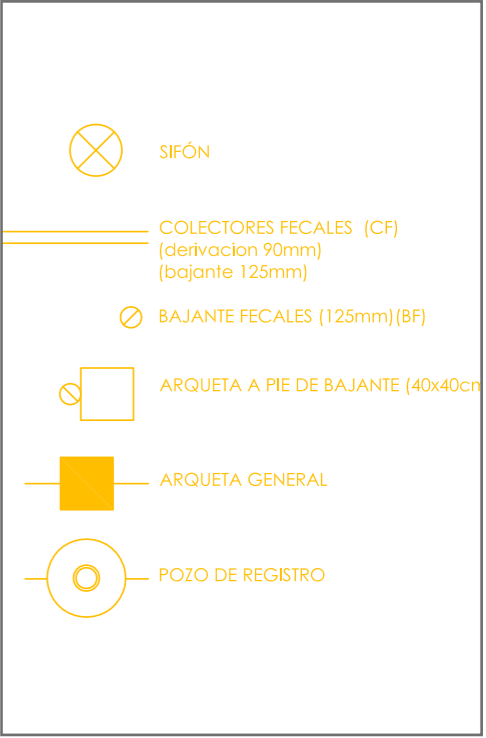 SIFÓN
COLECTORES FECALES (CF)
(derivacion 90mm)
(bajante 125mm)
BAJANTE FECALES (125mm)(BF)
ARQUETA A PIE DE BAJANTE (40x40cm
ARQUETA GENERAL
POZO DE REGISTRO